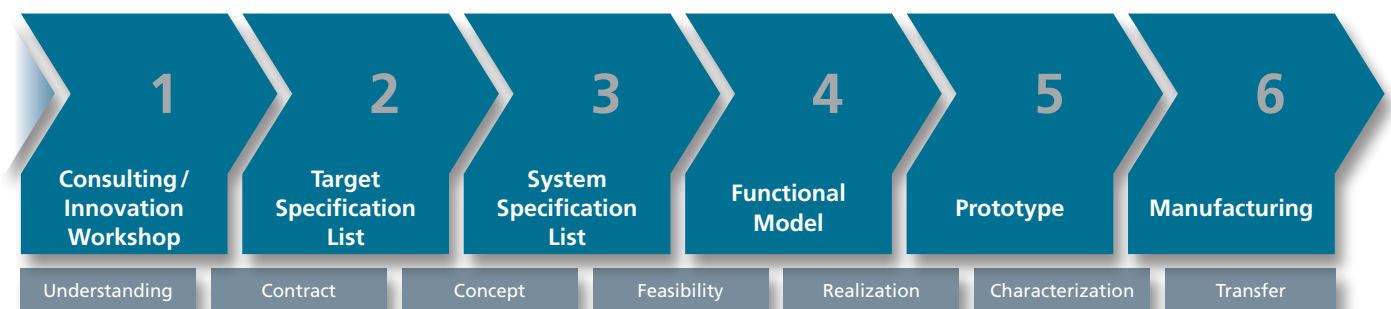 1
2
3
4
5
6
Consulting / Innovation Workshop
Target Specification List
System Specification List
Functional Model
Prototype
Manufacturing
Understanding
Contract
Concept
Feasibility
Realization
Characterization
Transfer